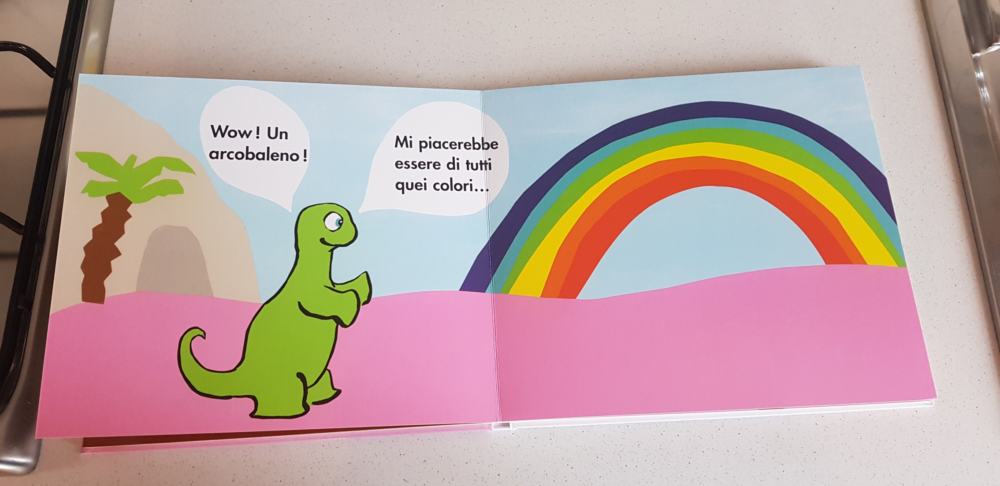 Wow! Un
arcobaleno!
Mi piacerebbe
essere di tutti
quei colori...